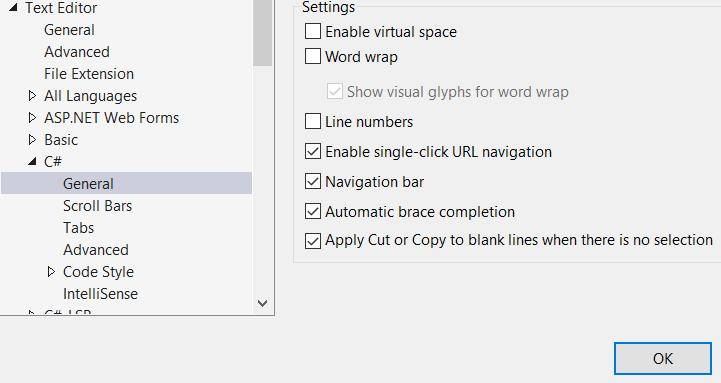 Text Editor
General
Advanced
File Extension
All Languages
ASP.NET Web Forms
Basic
C#
General
Scroll Bars
Tabs
Advanced
Code Style
IntelliSense
Settings
Enable virtual space
Word wrap
Show visual glyphs for word wrap
Line numbers
Enable single-click URL navigation
Navigation bar
Automatic brace completion
Apply Cut or Copy to blank lines when there is no selection
OK